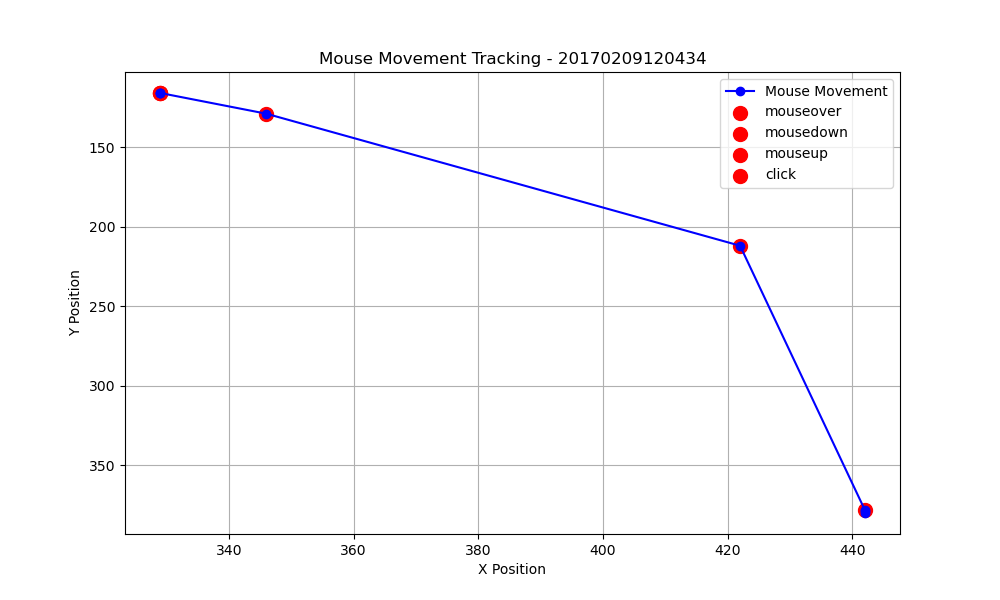 Mouse Movement Tracking - 20170209120434
Mouse Movement
mouseover
mousedown
mouseup
click
150
200
250
300
350
Y Position
340
360
380
400
420
440
X Position